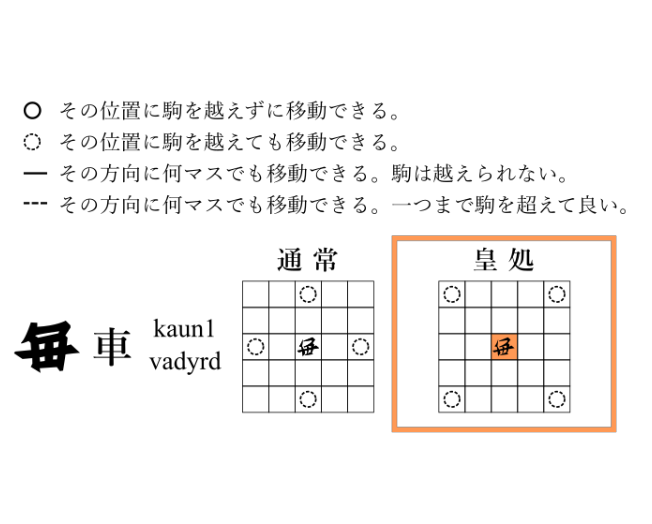 その位置に駒を越えずに移動できる。
その位置に駒を越えても移動できる。
その方向に何マスでも移動できる。駒は越えられない。
その方向に何マスでも移動できる。一つまで駒を超えて良い。
通常
皇処
車
kaun1
vadyrd